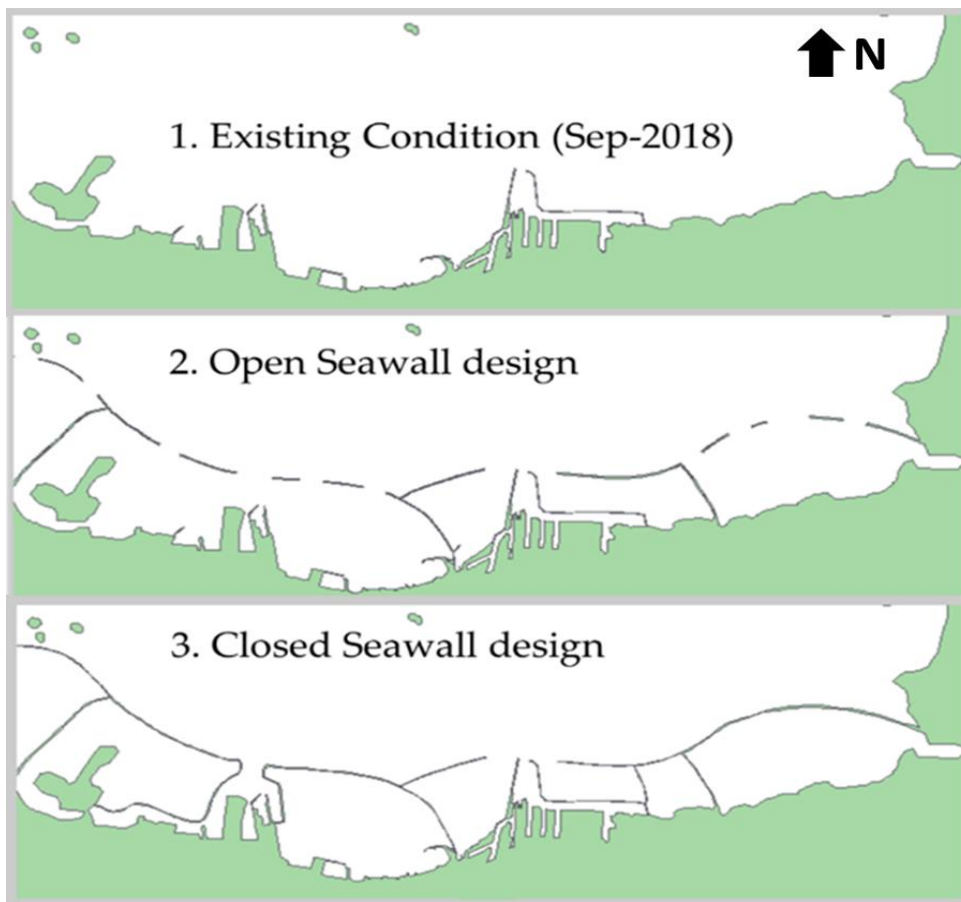 N
1. Existing Condition (Sep-2018)
2. Open Seawall design
3. Closed Seawall design